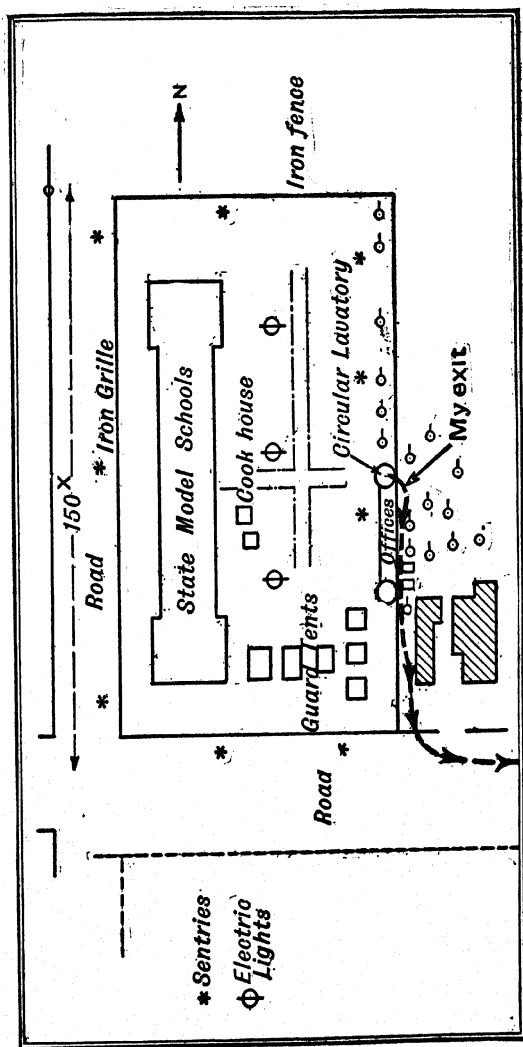 150ˣ
Road
Iron Grille
State Model Schools
Cook house
Guard Tents
Offices
Circular Lavatory
Iron fence
N
My exit
Road
* Sentries
Electric
Lights